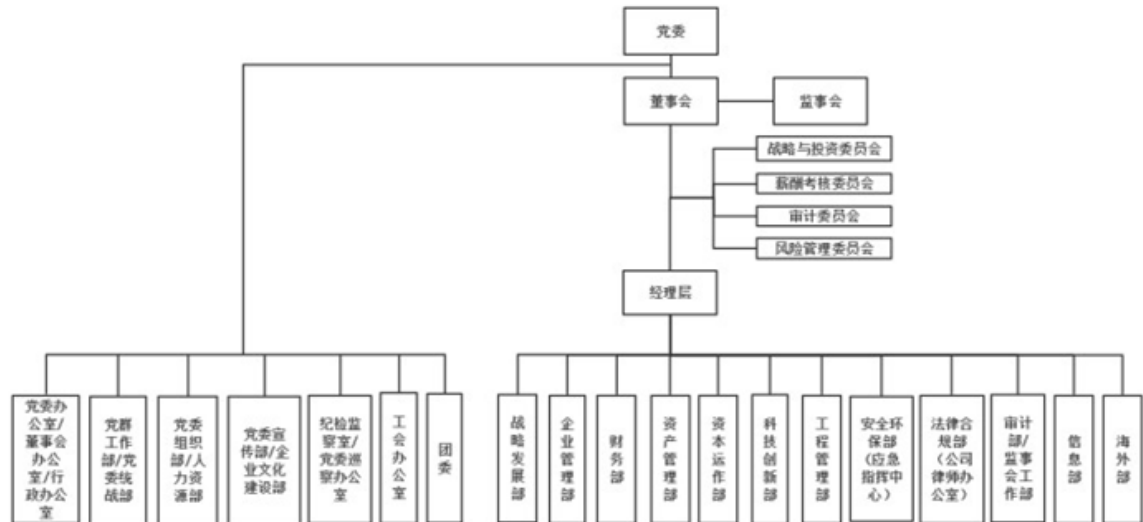 党委
董事会
监事会
战略与投资委员会
薪酬考核委员会
审计委员会
风险管理委员会
经理层
党委办
公室/
董事会
办公
室/行
政办公室
党群
工作
部/党
委统
战部
党委
组织
部/人
力资
源部
党委宣
传部/企
业文化
建设部
纪检监
察室/
党委巡
察办公
室
工会办公室
团委
战略发展部
企业管理部
财务部
资产管理部
资本运作部
科技创新部
工程管理部
安全环
保部
（应急
指挥中
心）
法律合
规部
（公司
律师办
公室）
审计
部/监
事会工
作部
信息部
海外部